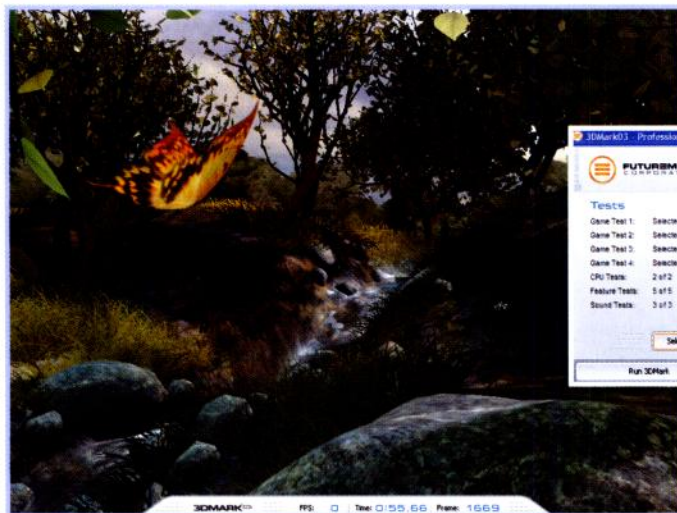 3DMark03 - Professio
FUTUREM
CORPORAT
Tests
Game Test 1: Selecte
Game Test 2: Selecte
Game Test 3: Selecte
Game Test 4: Selecte
CPU Tests: 2 of 2
Feature Tests: 5 of 5
Sound Tests: 3 of 3
Sel
Run 3DMark
3DMARK FPS: 0 Time: 0:55.66 Frame: 1669